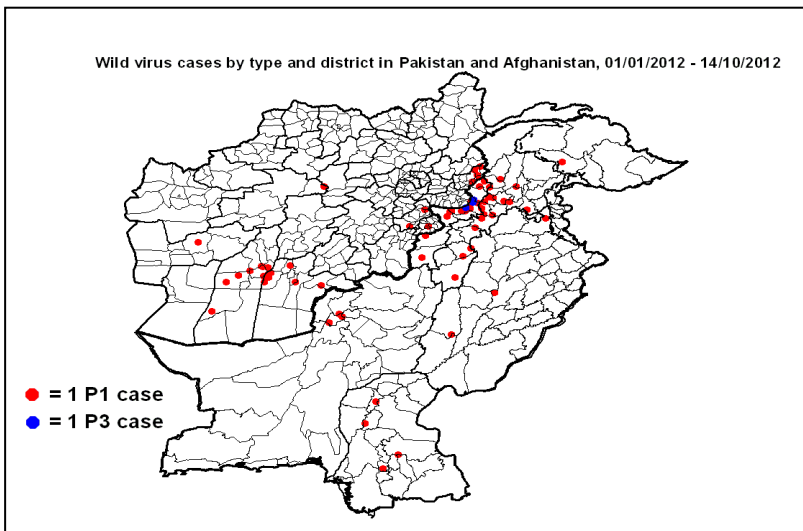 Wild virus cases by type and district in Pakistan and Afghanistan, 01/01/2012 - 14/10/2012
= 1 P1 case
= 1 P3 case